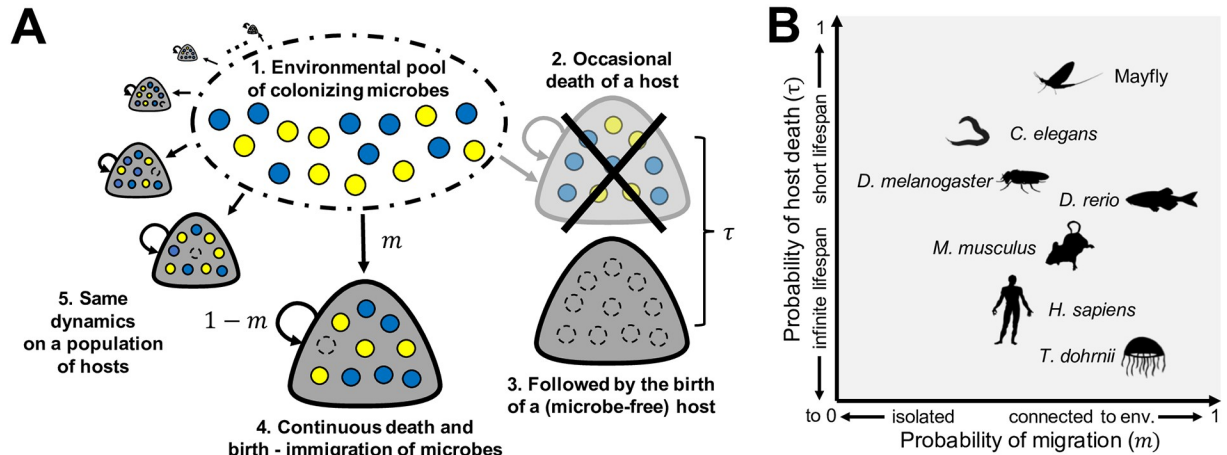 A
1. Environmental pool
of colonizing microbes
2. Occasional
death of a host
τ
m
1 − m
3. Followed by the birth
of a (microbe-free) host
4. Continuous death and
birth - immigration of microbes
5. Same
dynamics
on a population
of hosts
B
1
Probability of host death (τ)
infinite lifespan
short lifespan
Mayfly
C. elegans
D. melanogaster
D. rerio
M. musculus
H. sapiens
T. dohrnii
to 0
isolated
connected to env.
1
Probability of migration (m)